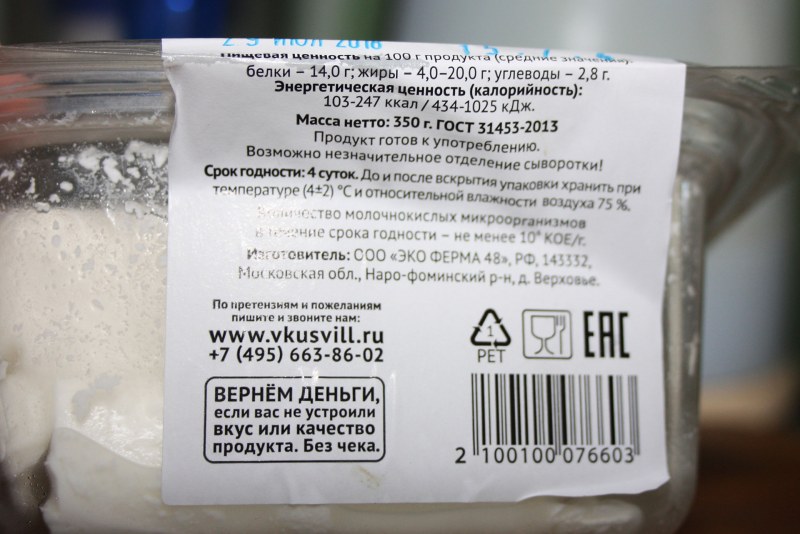 29 ИЮЛ 2018
Пищевая ценность на 100 г продукта (средние значения):
белки – 14,0 г; жиры – 4,0–20,0 г; углеводы – 2,8 г.
Энергетическая ценность (калорийность):
103-247 ккал / 434-1025 кДж.
Масса нетто: 350 г. ГОСТ 31453-2013
Продукт готов к употреблению.
Возможно незначительное отделение сыворотки!
Срок годности: 4 суток. До и после вскрытия упаковки хранить при
температуре (4±2) °C и относительной влажности воздуха 75 %.
Количество молочнокислых микроорганизмов
в течение срока годности – не менее 10⁶ КОЕ/г.
Изготовитель: ООО «ЭКО ФЕРМА 48», РФ, 143332,
Московская обл., Наро-фоминский р-н, д. Верховье.
По претензиям и пожеланиям
пишите и звоните нам:
www.vkusvill.ru
+7 (495) 663-86-02
ВЕРНЁМ ДЕНЬГИ,
если вас не устроили
вкус или качество
продукта. Без чека.
1
PET
EAC
2 100100 076603